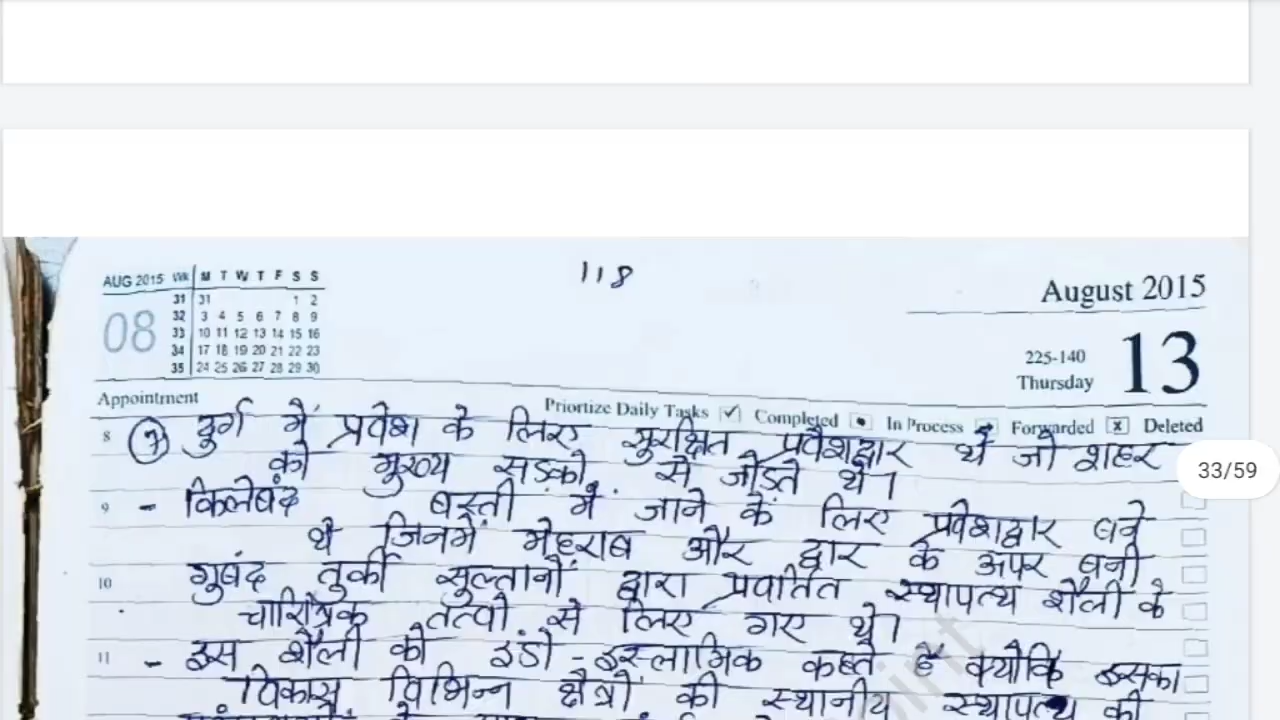 118
AUG 2015 Wk M T W T F S S
31 31 1 2
08 32 3 4 5 6 7 8 9
33 10 11 12 13 14 15 16
34 17 18 19 20 21 22 23
35 24 25 26 27 28 29 30
August 2015
225-140
Thursday 13
Appointment Priortize Daily Tasks Completed In Process Forwarded Deleted
8 दुर्ग में प्रवेश के लिए सुरक्षित प्रवेशद्वार थे जो शहर
को मुख्य सड़को से जोड़ते थे।
33/59
9 - किलेबंद बस्ती में जाने के लिए प्रवेशद्वार बने
थे जिनमें मेहराब और द्वार के ऊपर बनी
10 गुबंद तुर्की सुल्तानों द्वारा प्रवर्तित स्थापत्य शैली के
चारित्रिक तत्वो से लिए गए थे।
11 - इस शैली को इंडो-इस्लामिक कहते है क्योंकि इसका
विकास विभिन्न क्षेत्रों की स्थानीय स्थापत्य की